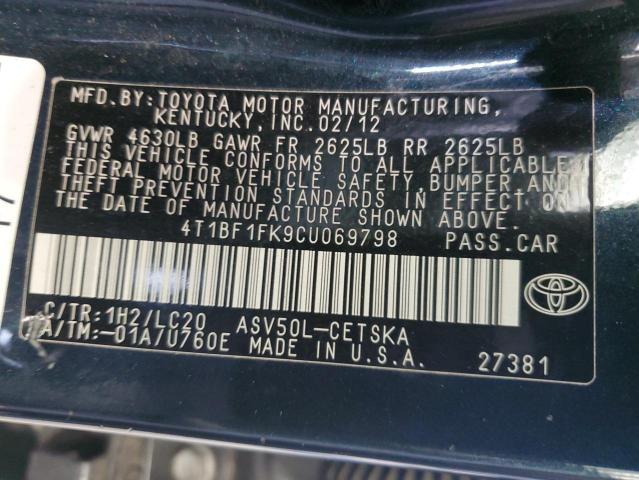 MFD. BY: TOYOTA MOTOR MANUFACTURING,
KENTUCKY, INC. 02/12
GVWR 4630LB GAWR FR 2625LB RR 2625LB
THIS VEHICLE CONFORMS TO ALL APPLICABLE
FEDERAL MOTOR VEHICLE SAFETY, BUMPER, AND
THEFT PREVENTION STANDARDS IN EFFECT ON
THE DATE OF MANUFACTURE SHOWN ABOVE.
4T1BF1FK9CU069798 PASS. CAR
C/TR: 1H2/LC20 ASV50L-CETSKA
A/TM: -01A/U760E MADE IN U.S.A. 27381